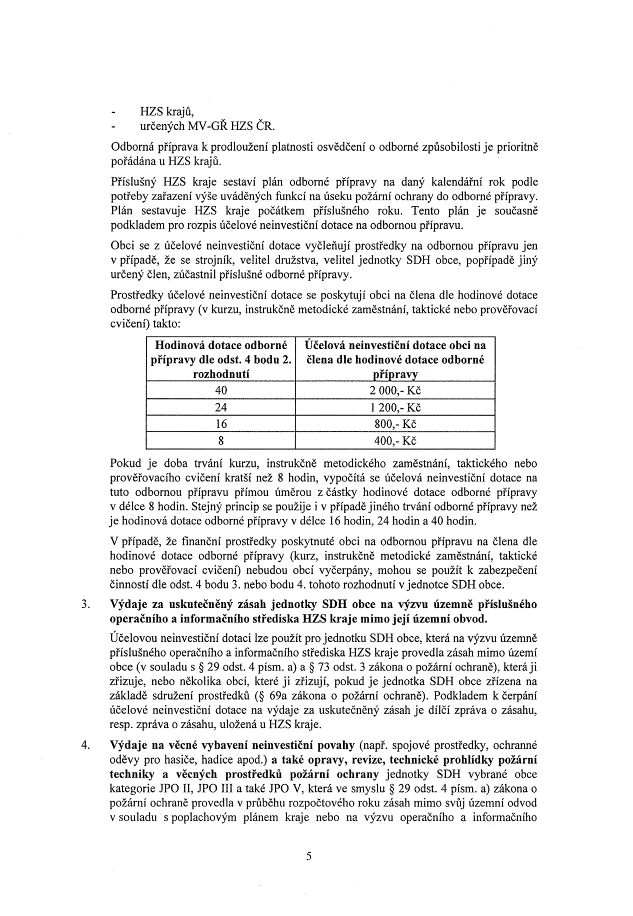 - HZS krajů,
- určených MV-GŘ HZS ČR.
Odborná příprava k prodloužení platnosti osvědčení o odborné způsobilosti je prioritně
pořádána u HZS krajů.
Příslušný HZS kraje sestaví plán odborné přípravy na daný kalendářní rok podle
potřeby zařazení výše uváděných funkcí na úseku požární ochrany do odborné přípravy.
Plán sestavuje HZS kraje počátkem příslušného roku. Tento plán je současně
podkladem pro rozpis účelové neinvestiční dotace na odbornou přípravu.
Obci se z účelové neinvestiční dotace vyčleňují prostředky na odbornou přípravu jen
v případě, že se strojník, velitel družstva, velitel jednotky SDH obce, popřípadě jiný
určený člen, zúčastnil příslušné odborné přípravy.
Prostředky účelové neinvestiční dotace se poskytují obci na člena dle hodinové dotace
odborné přípravy (v kurzu, instrukčně metodické zaměstnání, taktické nebo prověřovací
cvičení) takto:
Hodinová dotace odborné přípravy dle odst. 4 bodu 2. rozhodnutí | Účelová neinvestiční dotace obci na člena dle hodinové dotace odborné přípravy
40 2 000,- Kč
24 1 200,- Kč
16 800,- Kč
8 400,- Kč
Pokud je doba trvání kurzu, instrukčně metodického zaměstnání, taktického nebo
prověřovacího cvičení kratší než 8 hodin, vypočítá se účelová neinvestiční dotace na
tuto odbornou přípravu přímou úměrou z částky hodinové dotace odborné přípravy
v délce 8 hodin. Stejný princip se použije i v případě jiného trvání odborné přípravy než
je hodinová dotace odborné přípravy v délce 16 hodin, 24 hodin a 40 hodin.
V případě, že finanční prostředky poskytnuté obci na odbornou přípravu na člena dle
hodinové dotace odborné přípravy (kurz, instrukčně metodické zaměstnání, taktické
nebo prověřovací cvičení) nebudou obcí vyčerpány, mohou se použít k zabezpečení
činností dle odst. 4 bodu 3. nebo bodu 4. tohoto rozhodnutí v jednotce SDH obce.
3. Výdaje za uskutečněný zásah jednotky SDH obce na výzvu územně příslušného
operačního a informačního střediska HZS kraje mimo její územní obvod.
Účelovou neinvestiční dotaci lze použít pro jednotku SDH obce, která na výzvu územně
příslušného operačního a informačního střediska HZS kraje provedla zásah mimo území
obce (v souladu s § 29 odst. 4 písm. a) a § 73 odst. 3 zákona o požární ochraně), která ji
zřizuje, nebo několika obcí, které ji zřizují, pokud je jednotka SDH obce zřízena na
základě sdružení prostředků (§ 69a zákona o požární ochraně). Podkladem k čerpání
účelové neinvestiční dotace na výdaje za uskutečněný zásah je dílčí zpráva o zásahu,
resp. zpráva o zásahu, uložená u HZS kraje.
4. Výdaje na věcné vybavení neinvestiční povahy (např. spojové prostředky, ochranné
oděvy pro hasiče, hadice apod.) a také opravy, revize, technické prohlídky požární
techniky a věcných prostředků požární ochrany jednotky SDH vybrané obce
kategorie JPO II, JPO III a také JPO V, která ve smyslu § 29 odst. 4 písm. a) zákona o
požární ochraně provedla v průběhu rozpočtového roku zásah mimo svůj územní odvod
v souladu s poplachovým plánem kraje nebo na výzvu operačního a informačního
5